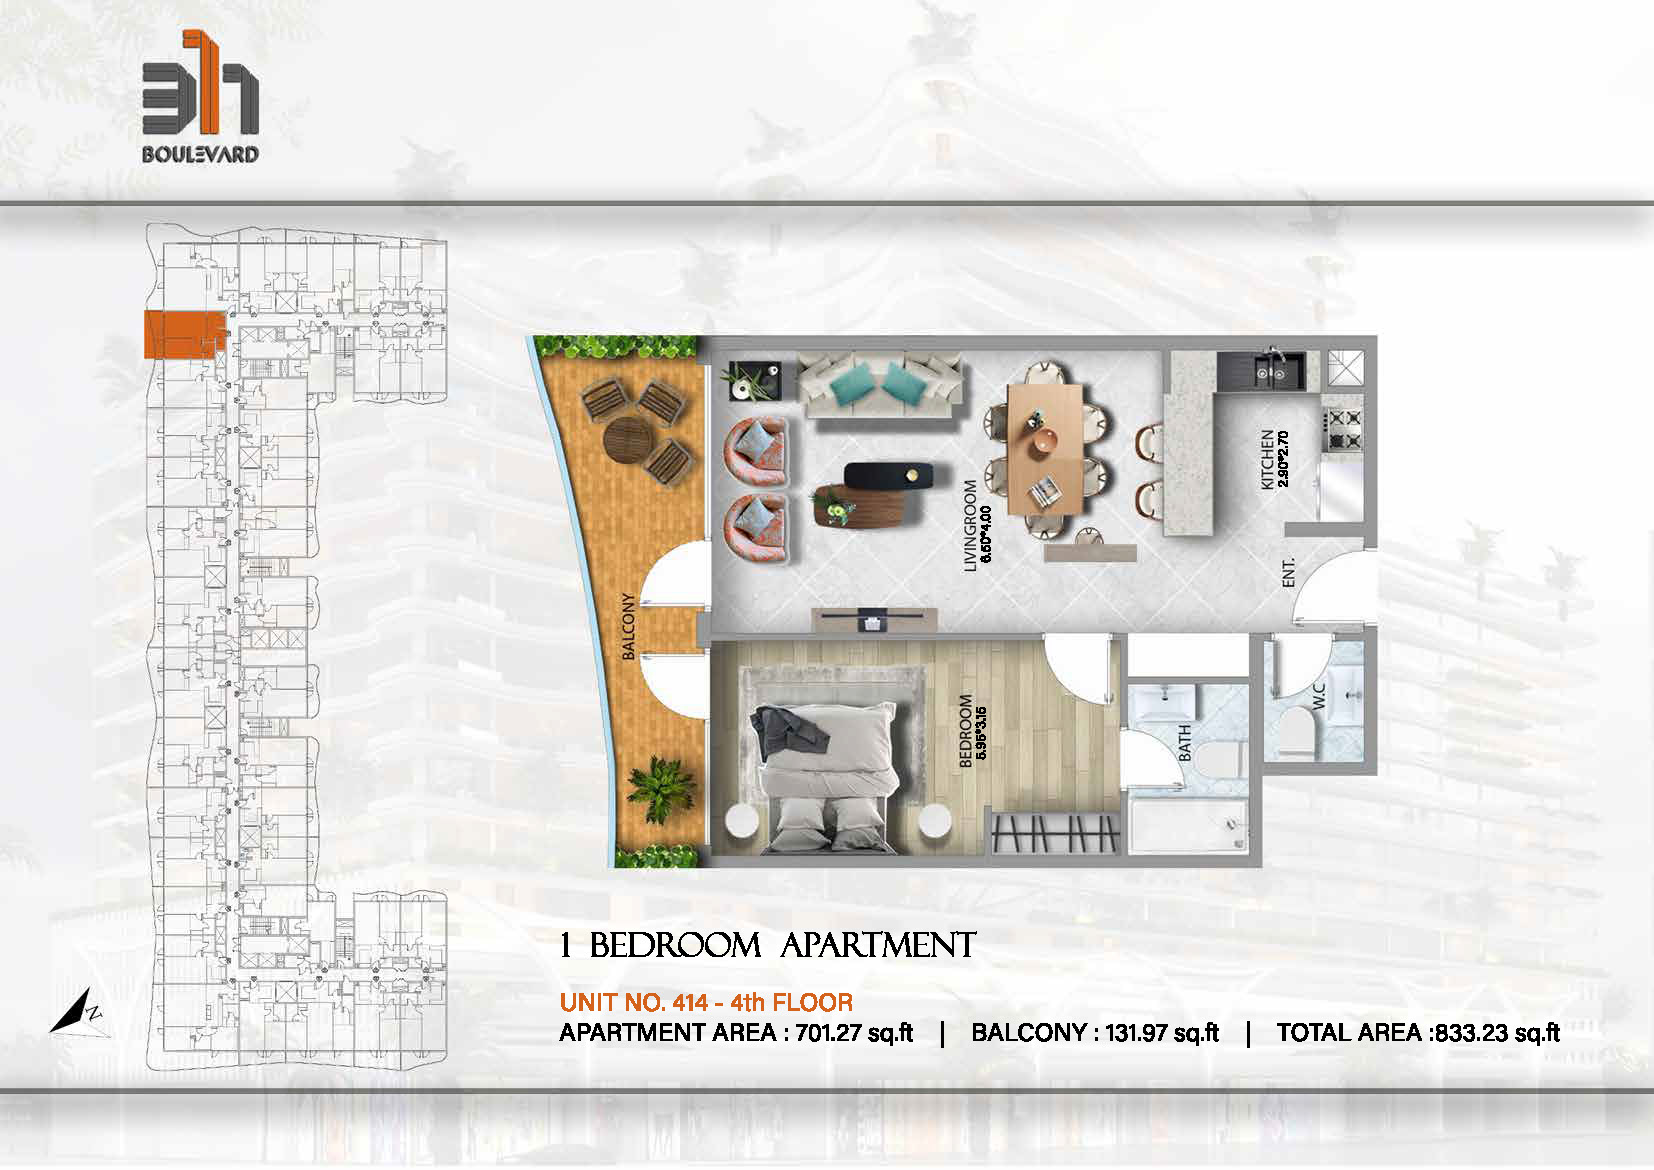 311
BOULEVARD
BALCONY
LIVINGROOM
6.60*4.00
KITCHEN
2.90*2.70
ENT.
BEDROOM
5.95*3.15
BATH
W.C
N
1 BEDROOM APARTMENT
UNIT NO. 414 - 4th FLOOR
APARTMENT AREA : 701.27 sq.ft | BALCONY : 131.97 sq.ft | TOTAL AREA :833.23 sq.ft